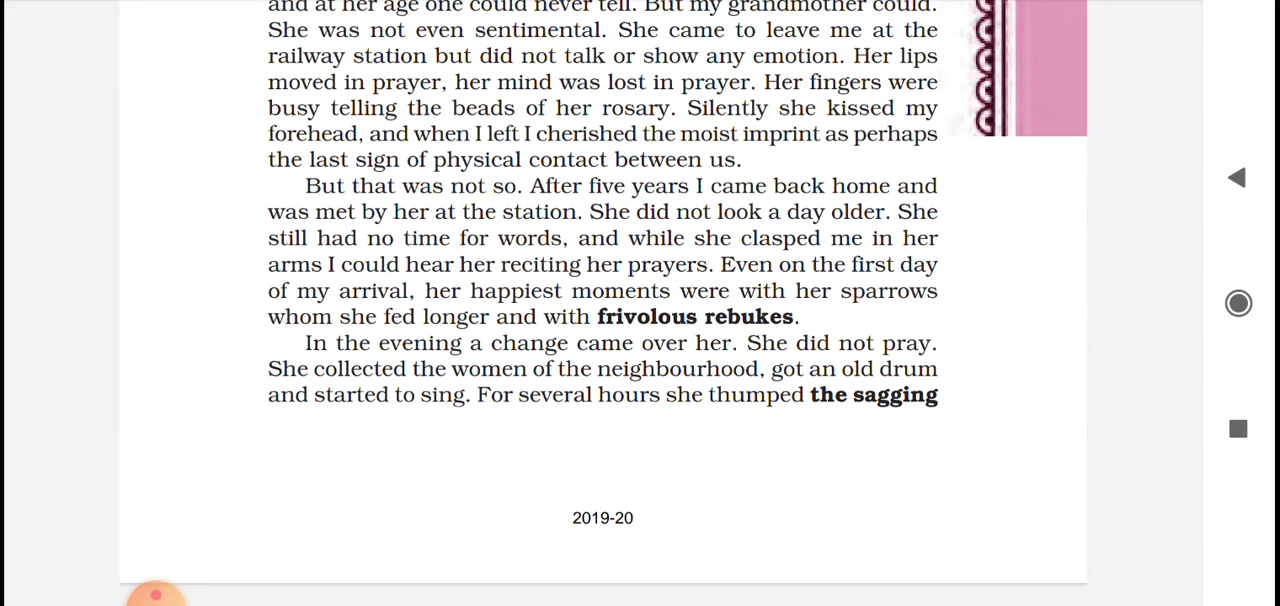 and at her age one could never tell. But my grandmother could.
She was not even sentimental. She came to leave me at the
railway station but did not talk or show any emotion. Her lips
moved in prayer, her mind was lost in prayer. Her fingers were
busy telling the beads of her rosary. Silently she kissed my
forehead, and when I left I cherished the moist imprint as perhaps
the last sign of physical contact between us.
But that was not so. After five years I came back home and
was met by her at the station. She did not look a day older. She
still had no time for words, and while she clasped me in her
arms I could hear her reciting her prayers. Even on the first day
of my arrival, her happiest moments were with her sparrows
whom she fed longer and with frivolous rebukes.
In the evening a change came over her. She did not pray.
She collected the women of the neighbourhood, got an old drum
and started to sing. For several hours she thumped the sagging
2019-20